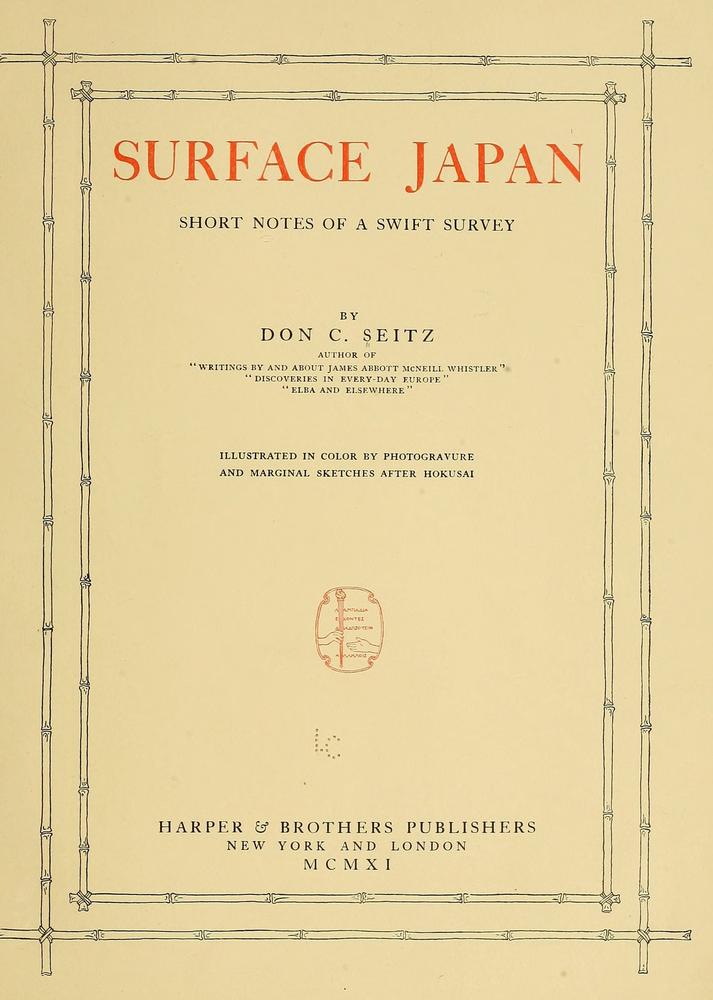 SURFACE JAPAN
SHORT NOTES OF A SWIFT SURVEY
BY
DON C. SEITZ
AUTHOR OF
"WRITINGS BY AND ABOUT JAMES ABBOTT MCNEILL WHISTLER"
"DISCOVERIES IN EVERY-DAY EUROPE"
"ELBA AND ELSEWHERE"
ILLUSTRATED IN COLOR BY PHOTOGRAVURE
AND MARGINAL SKETCHES AFTER HOKUSAI
LC
HARPER & BROTHERS PUBLISHERS
NEW YORK AND LONDON
MCMXI